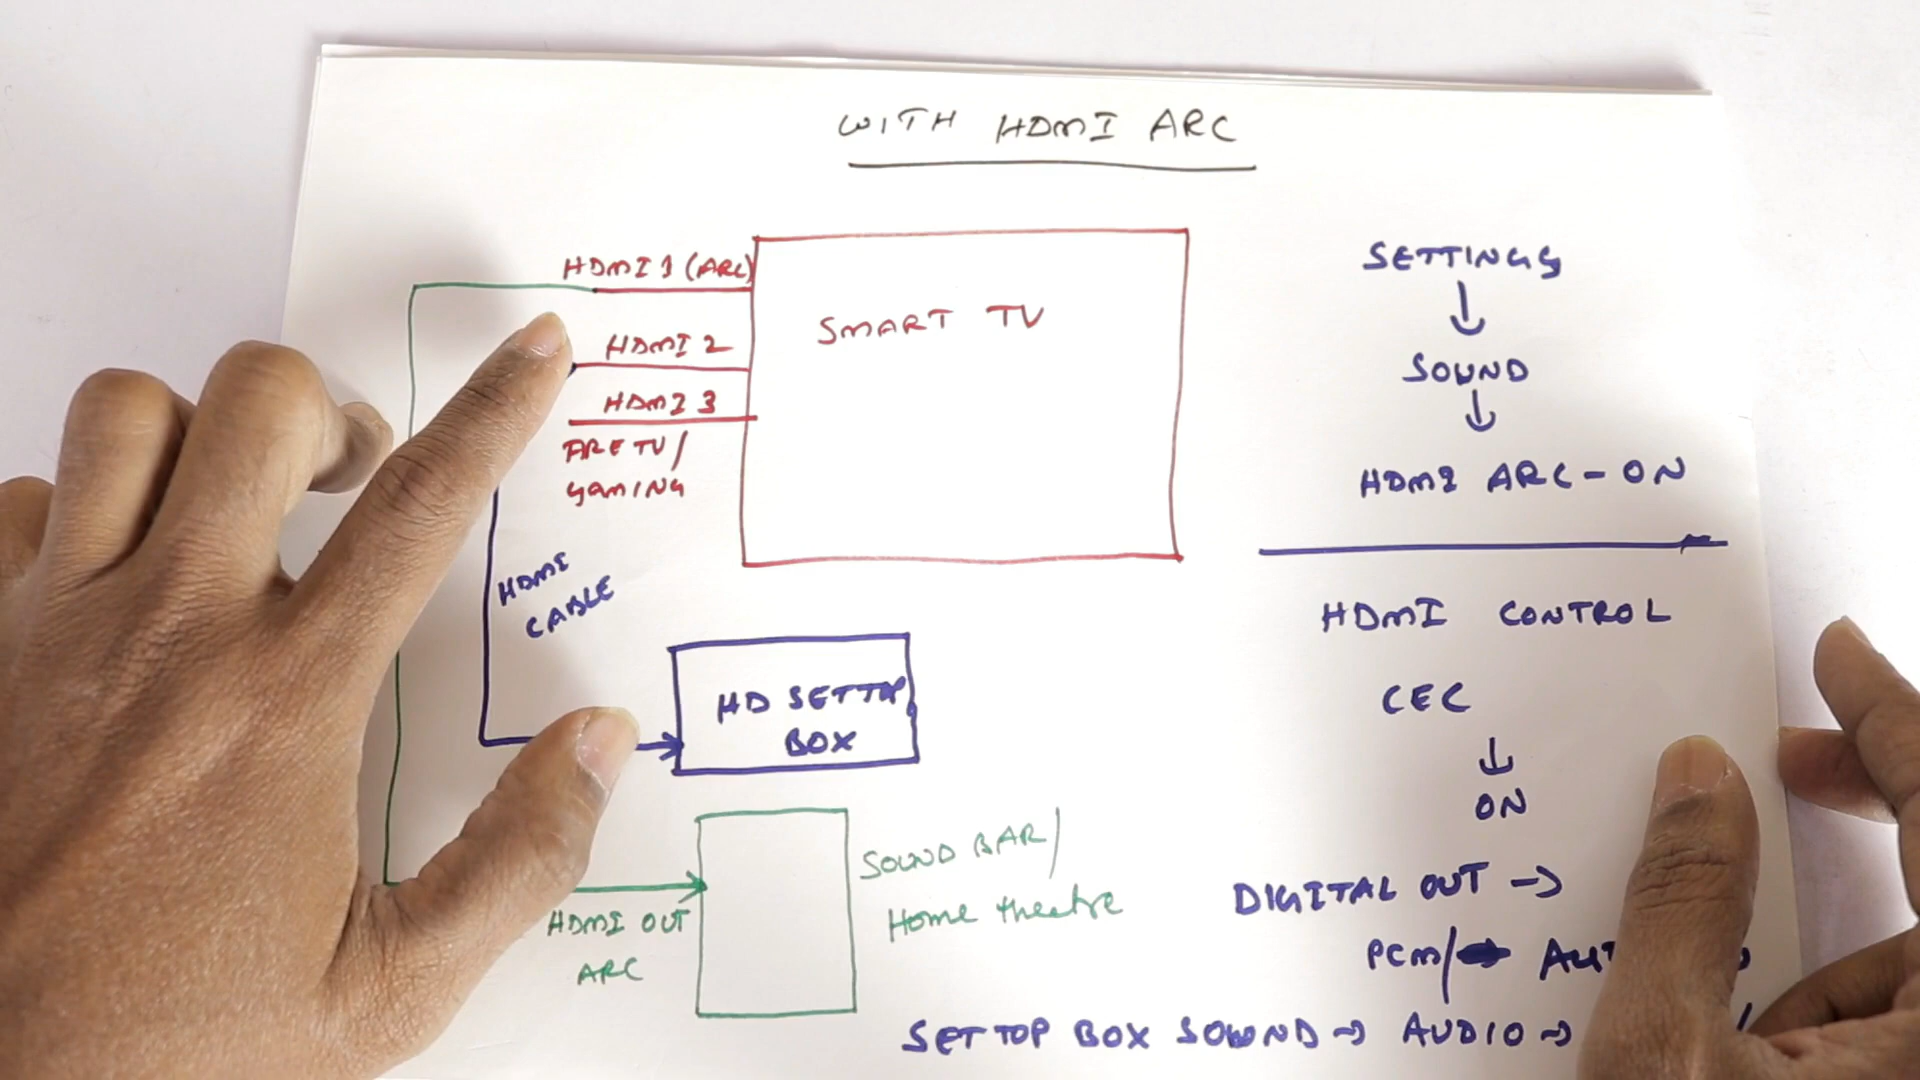 WITH HDMI ARC
HDMI 1 (ARC)
HDMI 2
HDMI 3
FIRE TV/
GAMING
SMART TV
HDMI
CABLE
HD SETTOP
BOX
SOUND BAR/
Home theatre
HDMI OUT
ARC
SETTINGS
SOUND
HDMI ARC - ON
HDMI CONTROL
CEC
ON
DIGITAL OUT →
PCM/
SET TOP BOX SOUND → AUDIO →